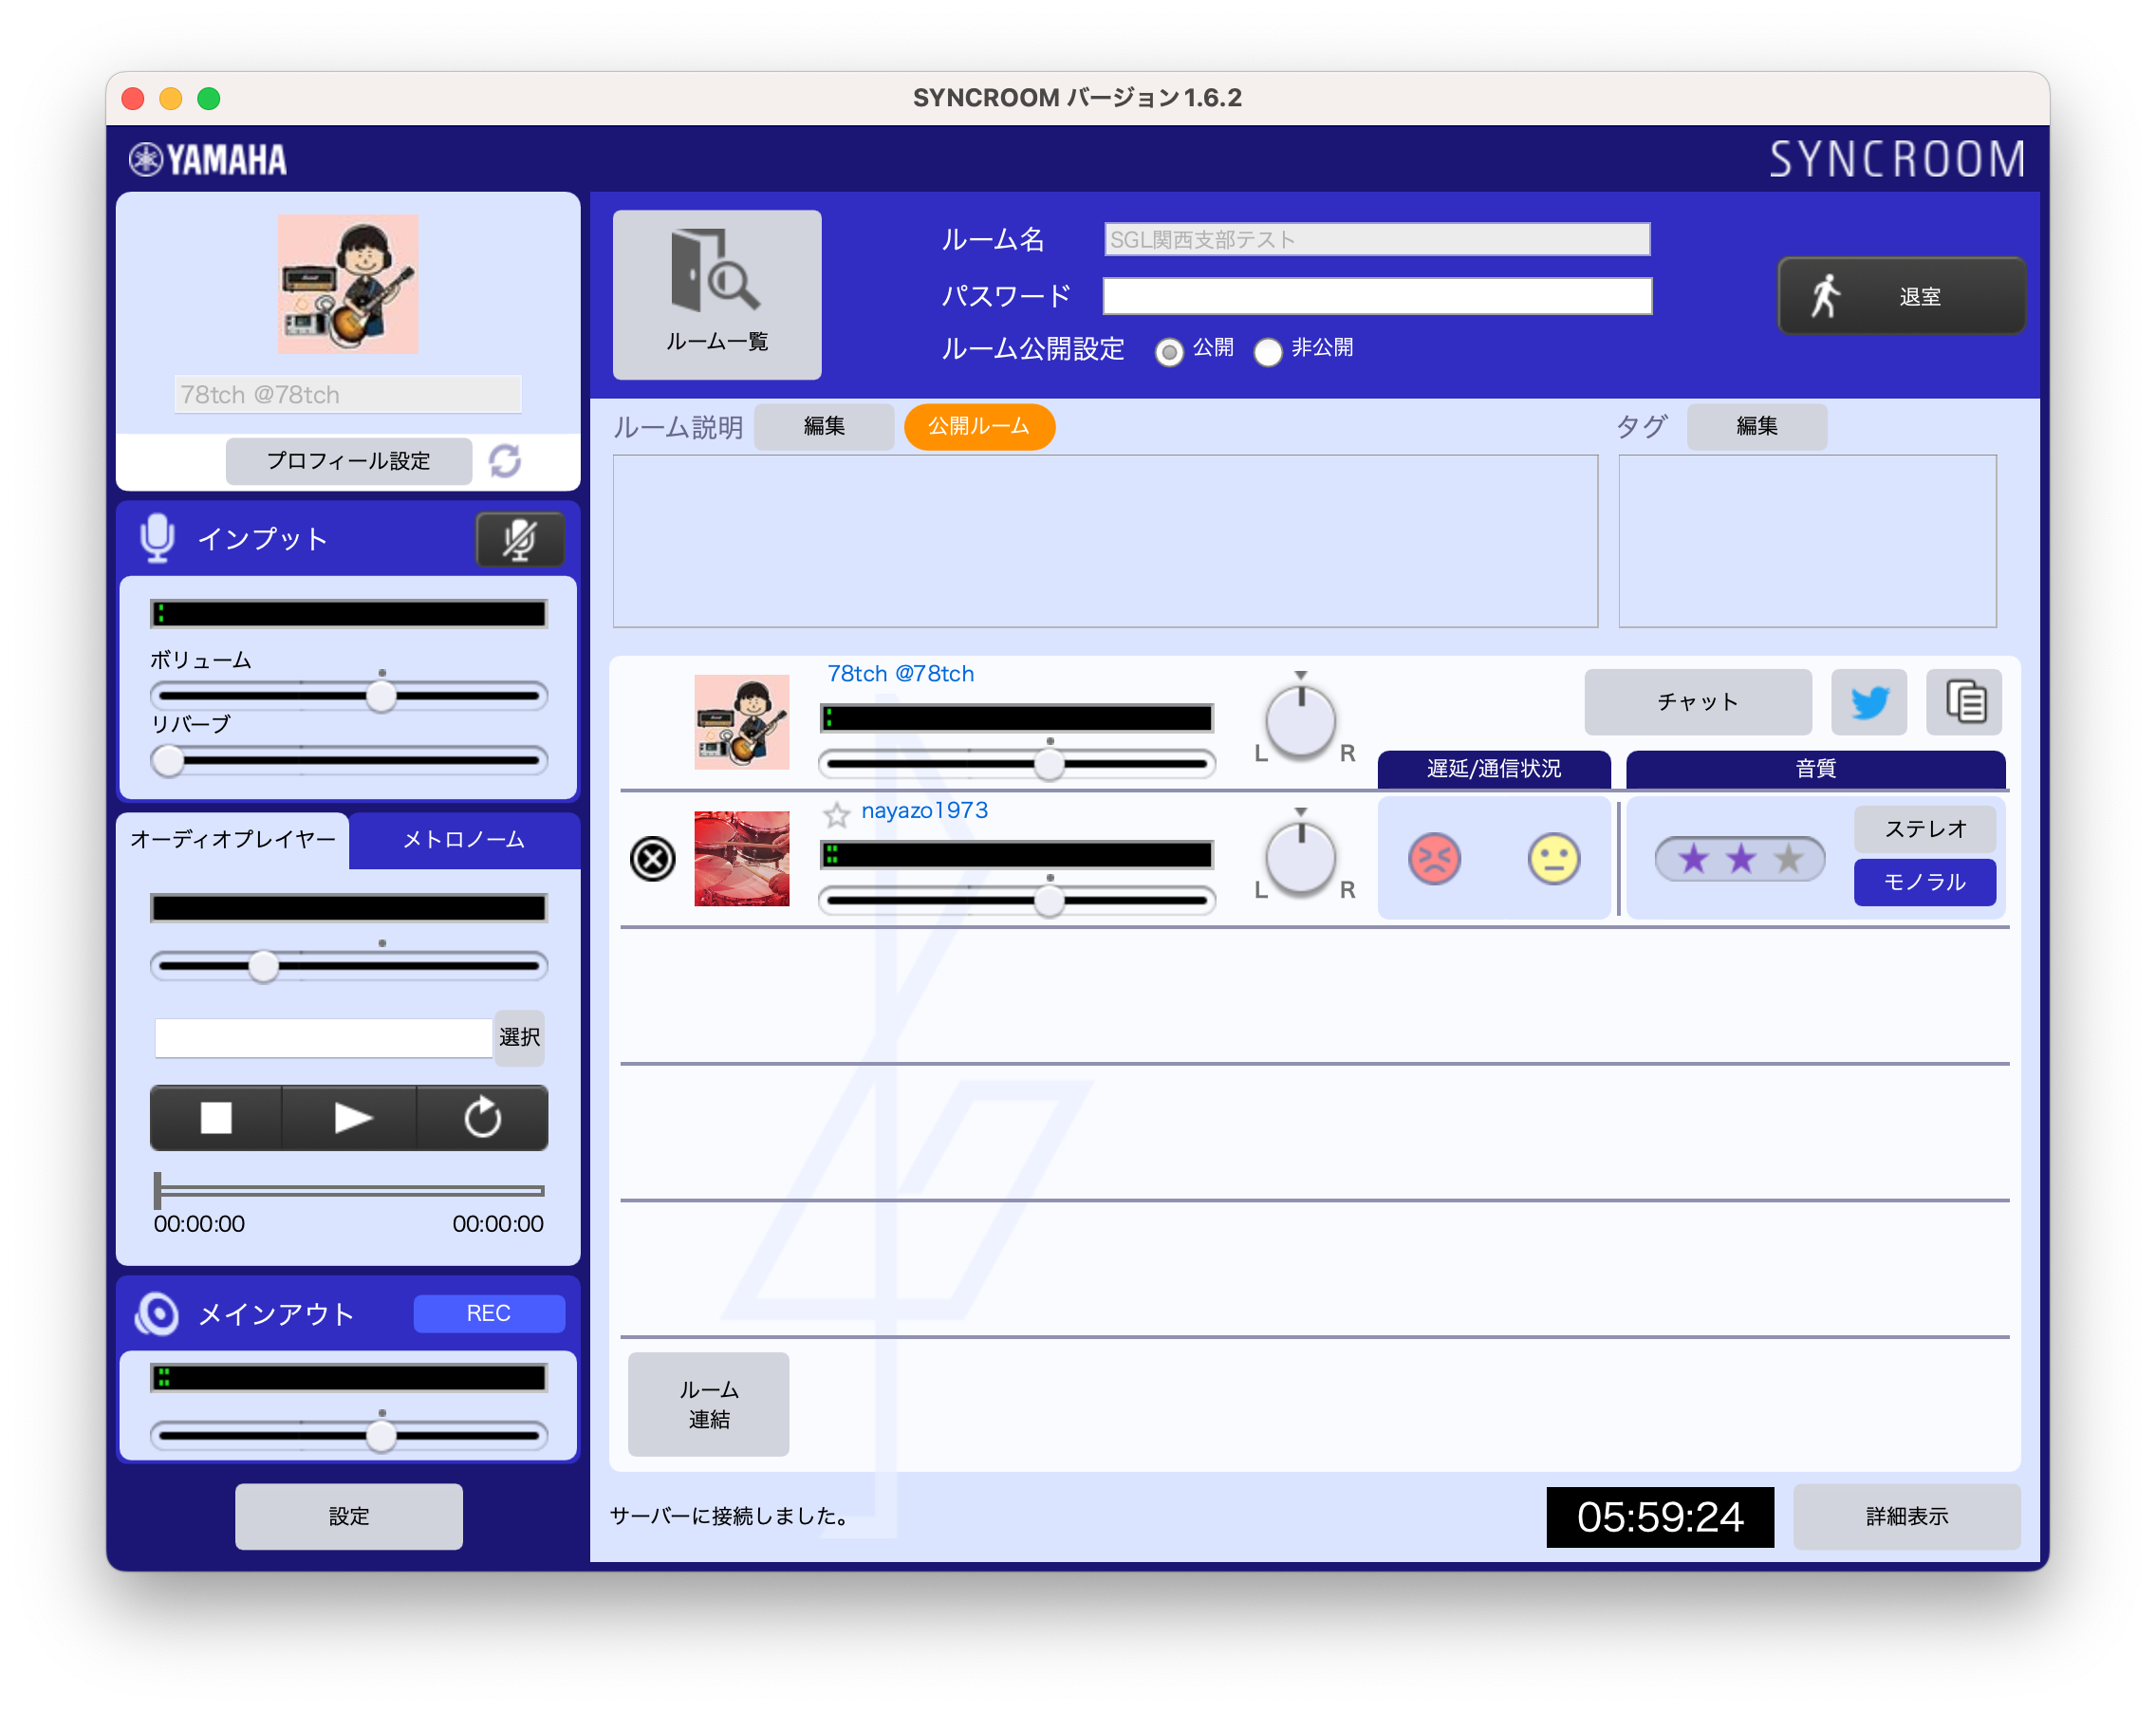 SYNCROOM バージョン1.6.2
YAMAHA
SYNCROOM
78tch @78tch
プロフィール設定
インプット
ボリューム
リバーブ
オーディオプレイヤー
メトロノーム
選択
00:00:00
00:00:00
メインアウト
REC
設定
ルーム一覧
ルーム名
SGL関西支部テスト
パスワード
ルーム公開設定
公開
非公開
退室
ルーム説明
編集
公開ルーム
タグ
編集
78tch @78tch
L
R
チャット
遅延/通信状況
音質
nayazo1973
L
R
ステレオ
モノラル
ルーム
連結
サーバーに接続しました。
05:59:24
詳細表示